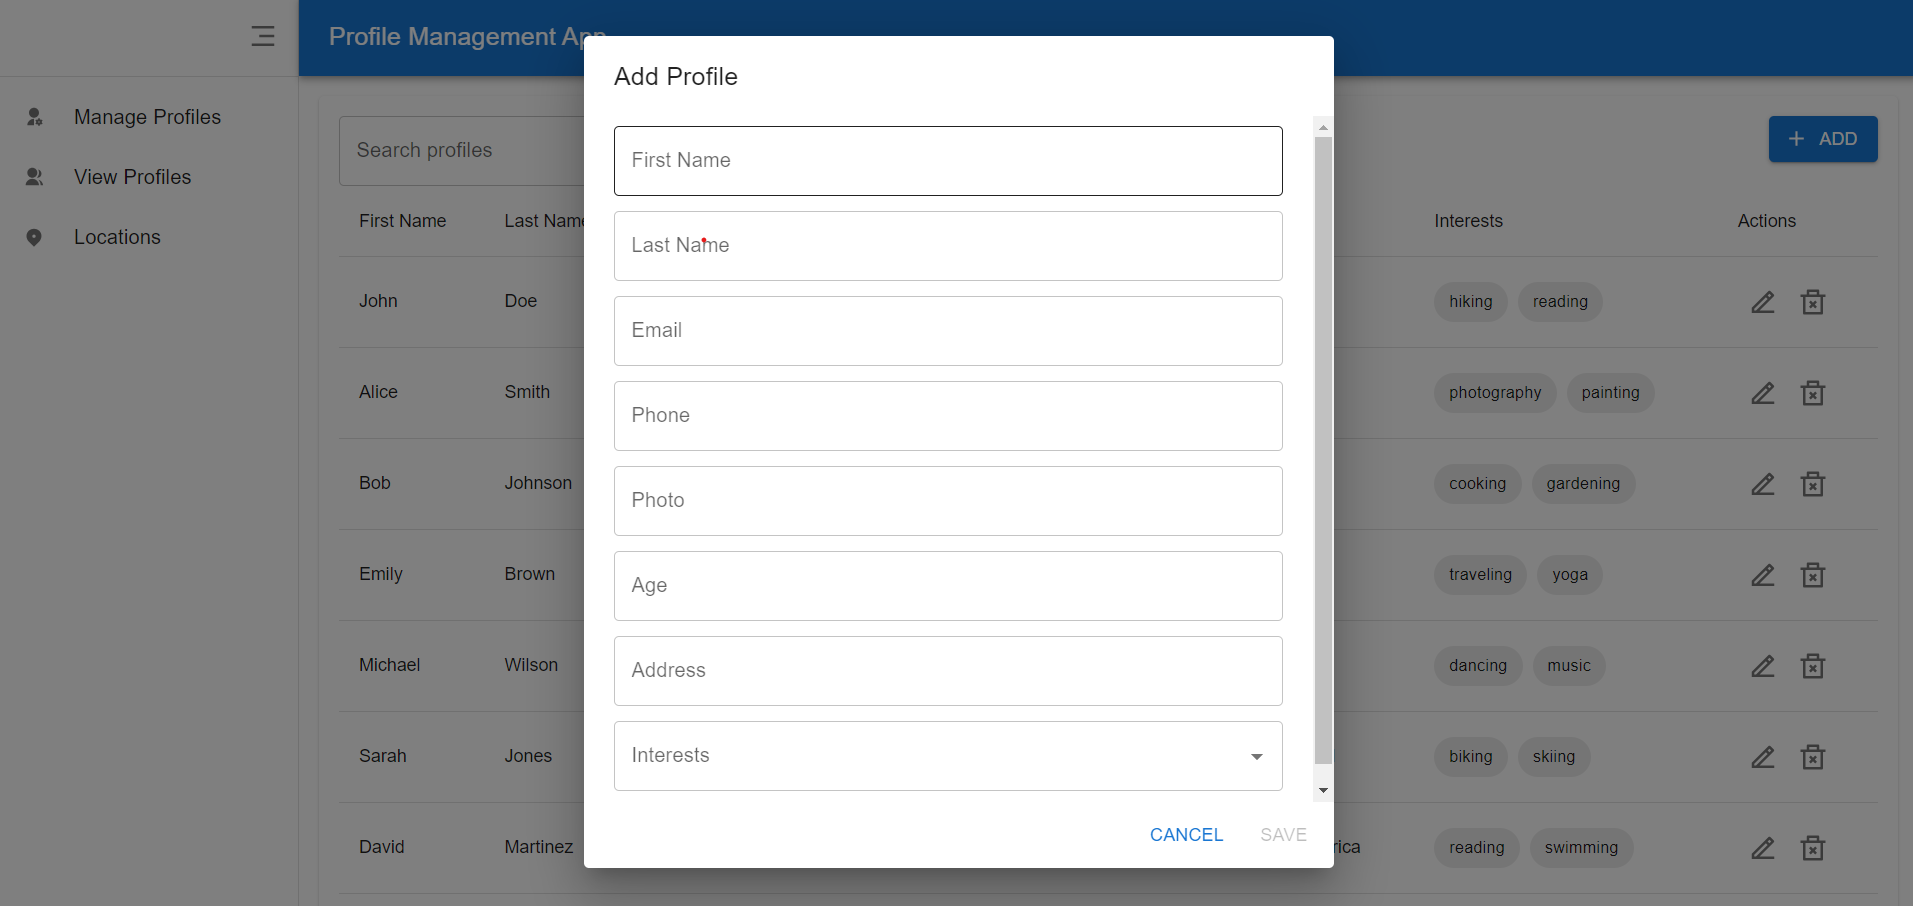 Profile Management App
Manage Profiles
View Profiles
Locations
Search profiles
ADD
First Name Last Name Interests Actions
John Doe hiking reading
Alice Smith photography painting
Bob Johnson cooking gardening
Emily Brown traveling yoga
Michael Wilson dancing music
Sarah Jones biking skiing
David Martinez rica reading swimming
Add Profile
First Name
Last Name
Email
Phone
Photo
Age
Address
Interests
CANCEL SAVE